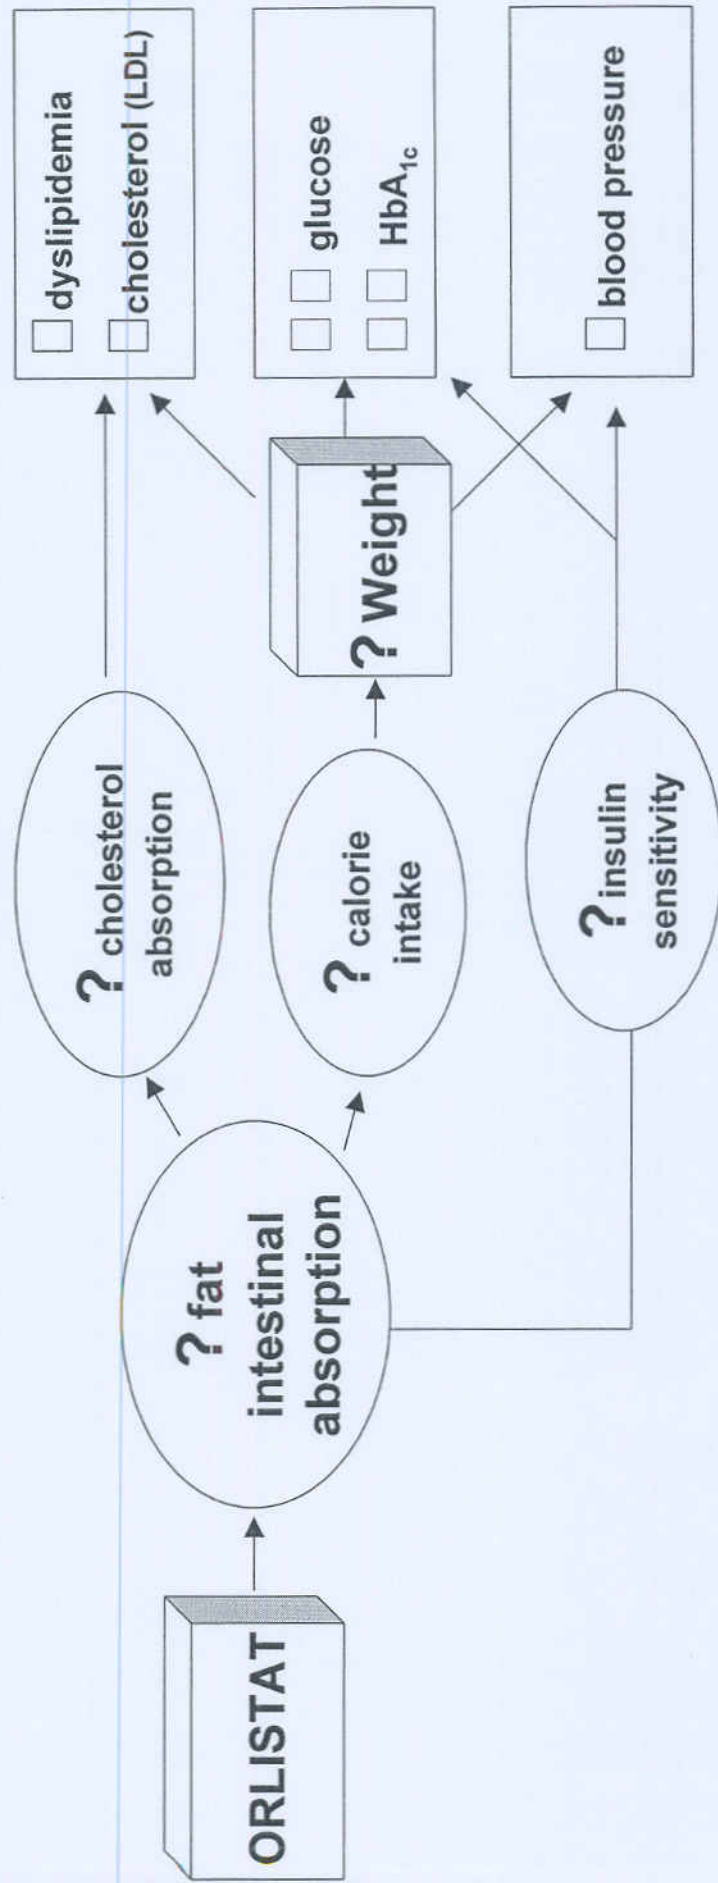 ORLISTAT
? fat
intestinal
absorption
? cholesterol
absorption
? calorie
intake
? insulin
sensitivity
? Weight
□ dyslipidemia
□ cholesterol (LDL)
□ □ glucose
□ □ HbA1c
□ blood pressure